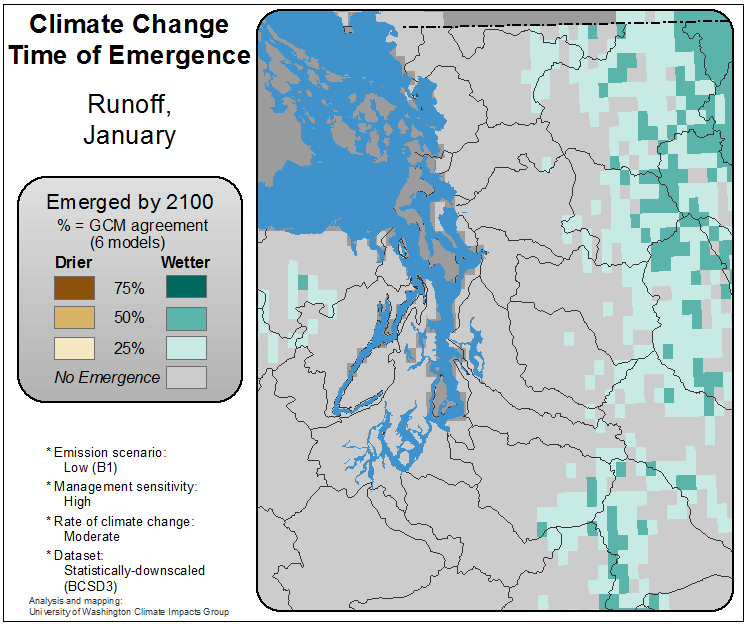 Climate Change
Time of Emergence
Runoff,
January
Emerged by 2100
% = GCM agreement
(6 models)
Drier Wetter
75%
50%
25%
No Emergence
* Emission scenario:
Low (B1)
* Management sensitivity:
High
* Rate of climate change:
Moderate
* Dataset:
Statistically-downscaled
(BCSD3)
Analysis and mapping:
University of Washington Climate Impacts Group